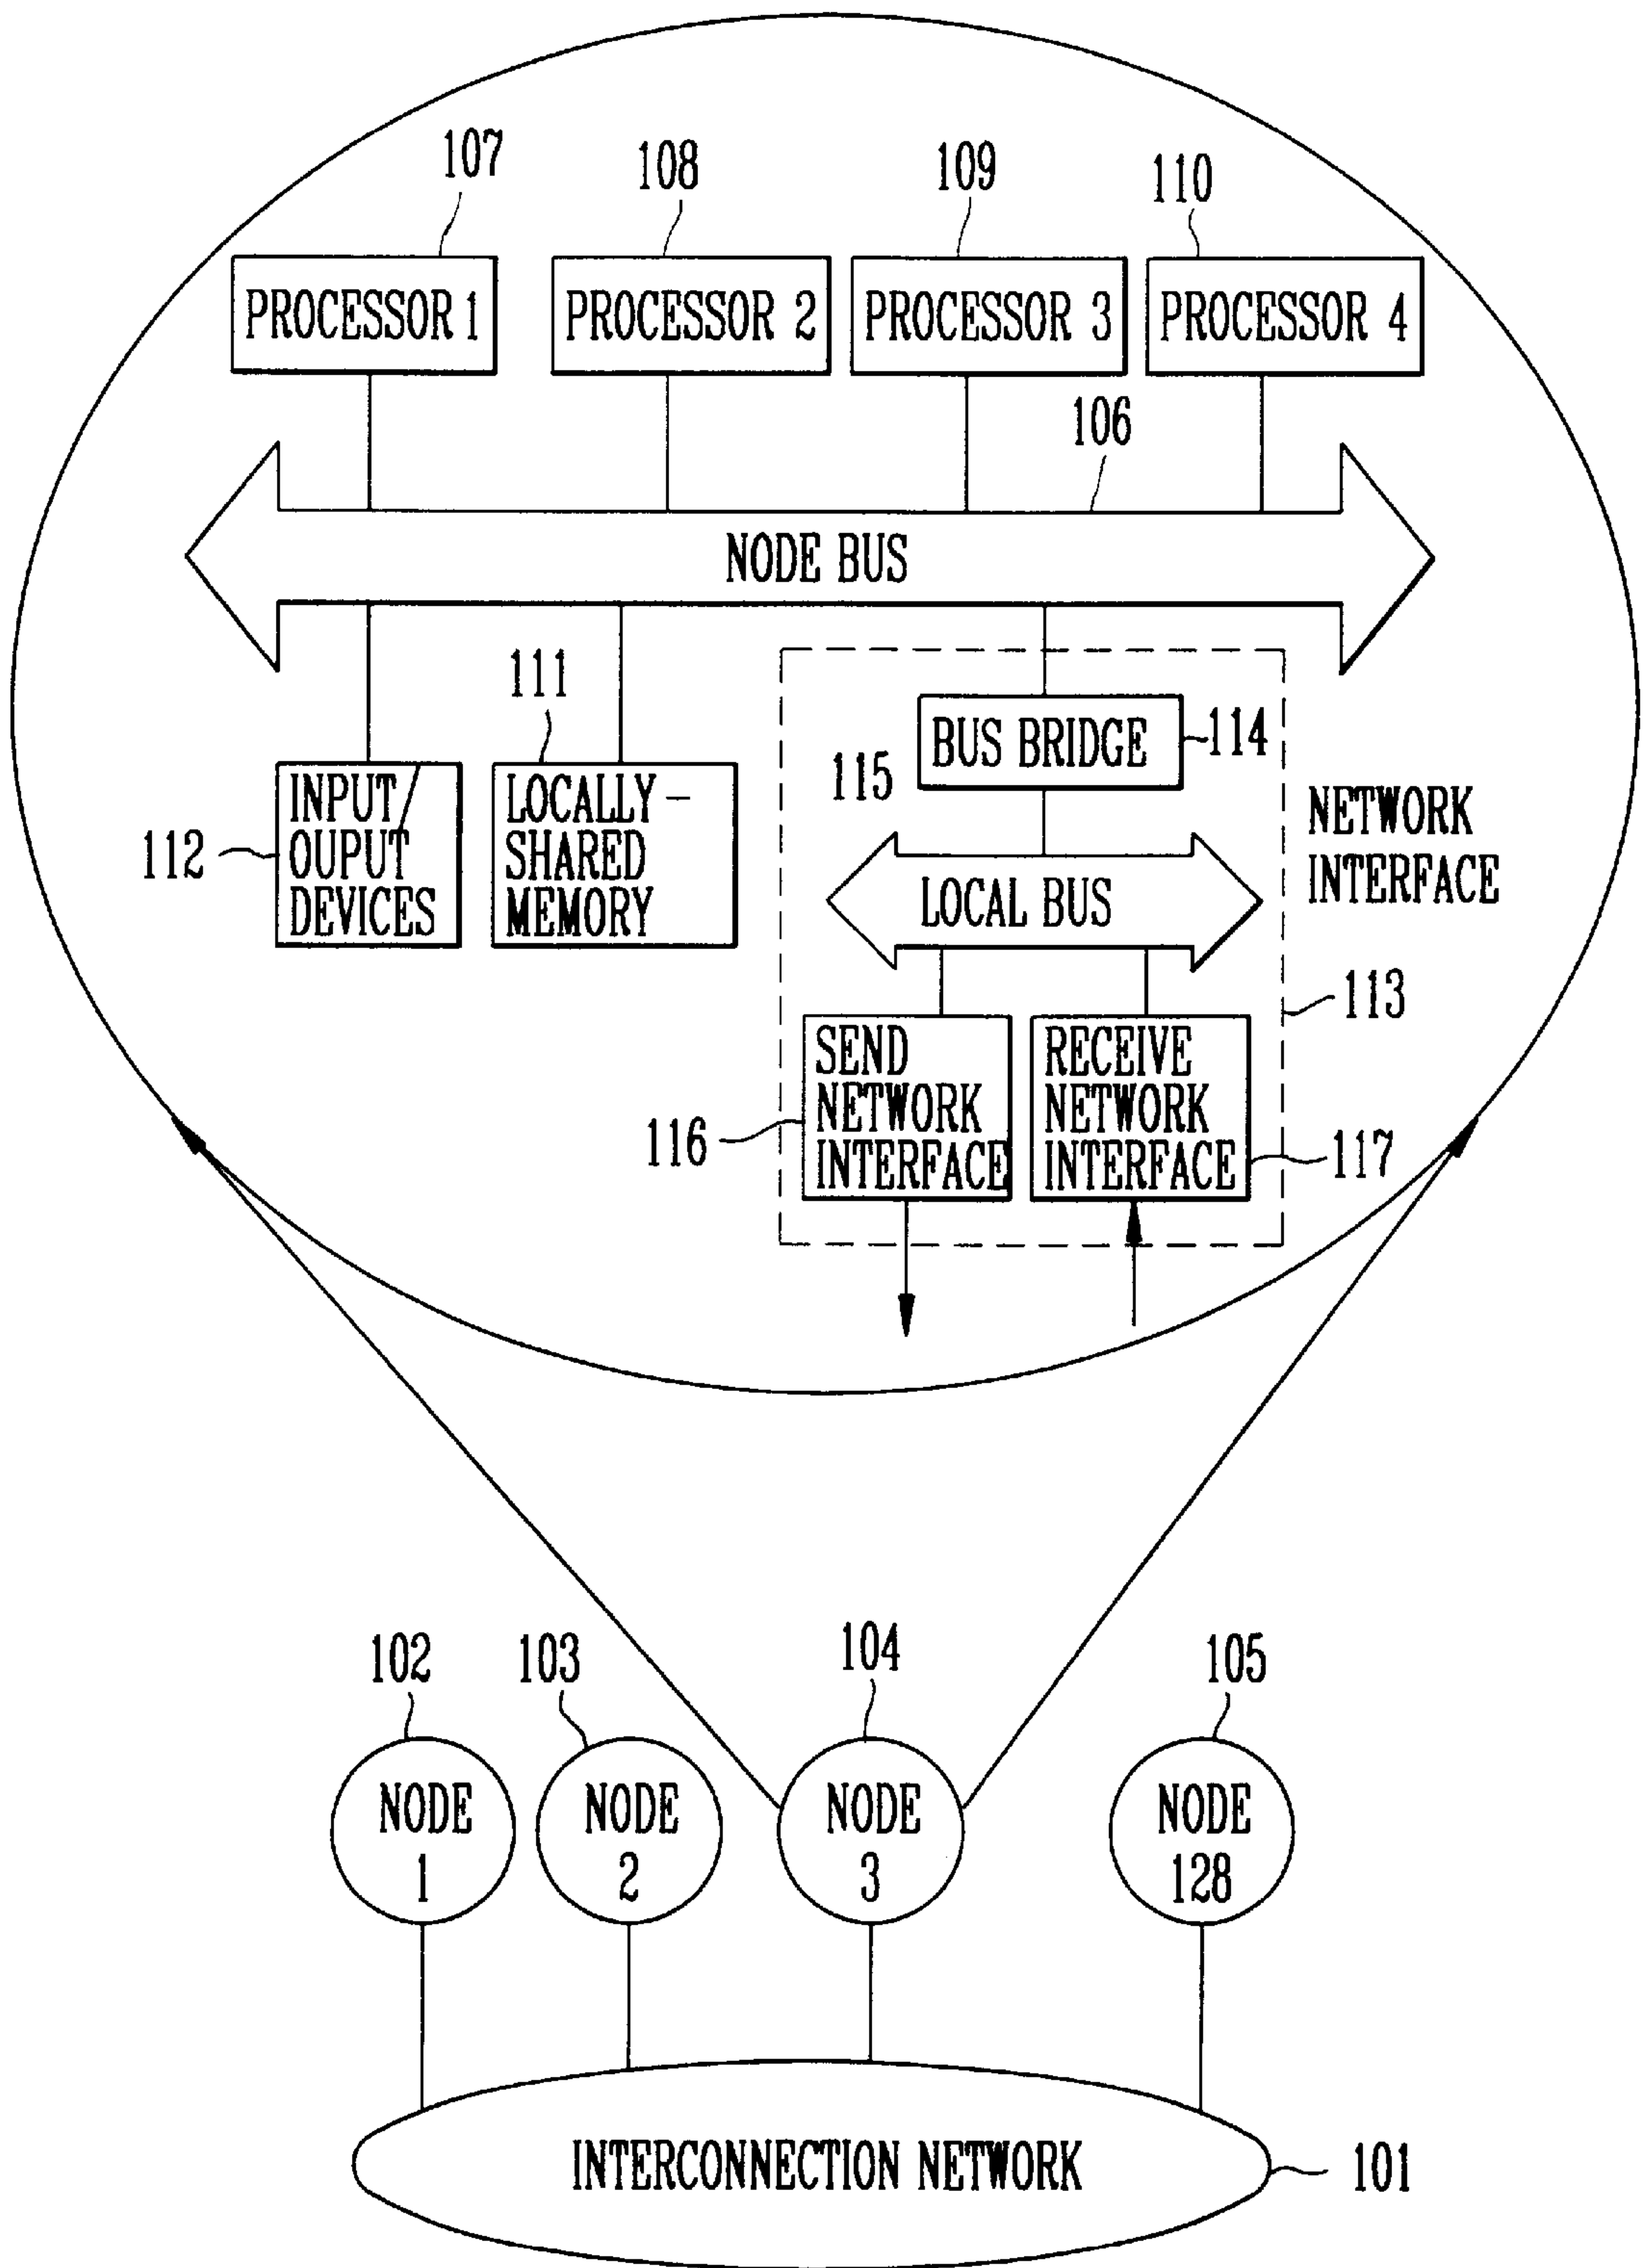 107
108
109
110
PROCESSOR 1
PROCESSOR 2
PROCESSOR 3
PROCESSOR 4
106
NODE BUS
111
BUS BRIDGE
114
115
INPUT /
OUPUT
DEVICES
112
LOCALLY-
SHARED
MEMORY
NETWORK
INTERFACE
LOCAL BUS
113
SEND
NETWORK
INTERFACE
116
RECEIVE
NETWORK
INTERFACE
117
102
103
104
105
NODE
1
NODE
2
NODE
3
NODE
128
INTERCONNECTION NETWORK
101